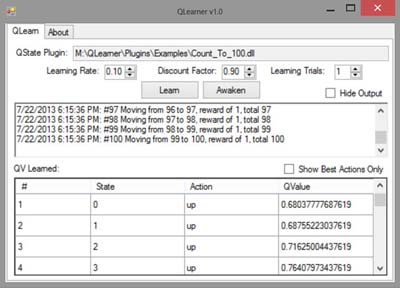 QLearner v1.0
QLearn About
QState Plugin: M:\QLearner\Plugins\Examples\Count_To_100.dll
Learning Rate: 0.10 Discount Factor: 0.90 Learning Trials: 1
Learn Awaken Hide Output
7/22/2013 6:15:36 PM: #97 Moving from 96 to 97, reward of 1, total 97
7/22/2013 6:15:36 PM: #98 Moving from 97 to 98, reward of 1, total 98
7/22/2013 6:15:36 PM: #99 Moving from 98 to 99, reward of 1, total 99
7/22/2013 6:15:36 PM: #100 Moving from 99 to 100, reward of 1, total 100
QV Learned: Show Best Actions Only
# State Action QValue
1 0 up 0.68037777687619
2 1 up 0.68755223037619
3 2 up 0.71625004437619
4 3 up 0.76407973437619